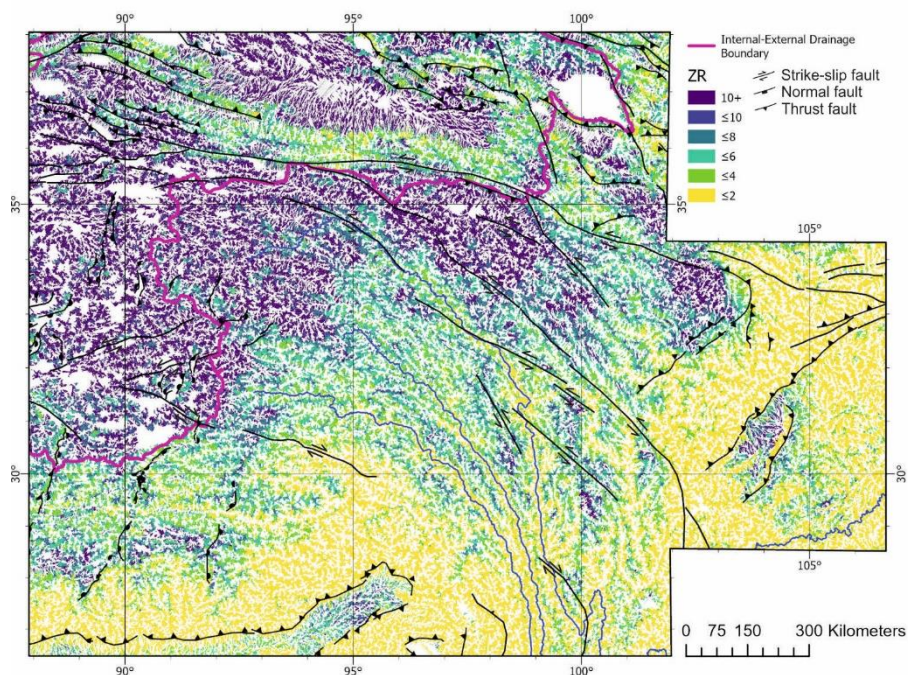 90° 95° 100°
Internal-External Drainage
Boundary
ZR
10+
≤10
≤8
≤6
≤4
≤2
Strike-slip fault
Normal fault
Thrust fault
35° 35°
105°
30° 30°
105°
0 75 150 300 Kilometers
90° 95° 100°